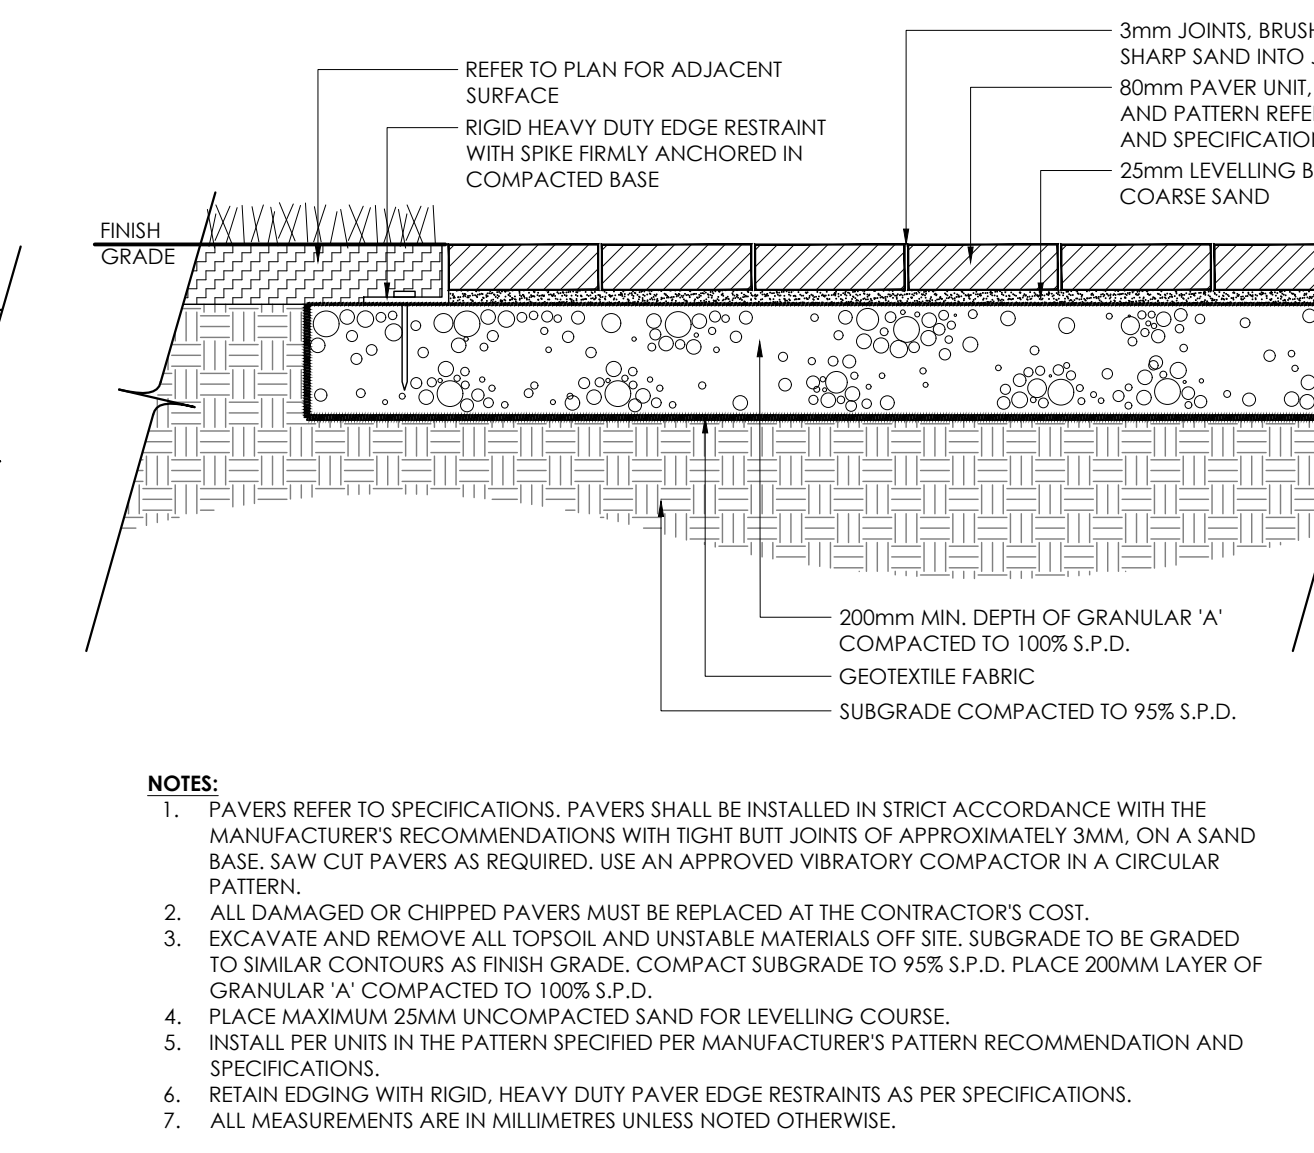 3mm JOINTS, BRUSH
SHARP SAND INTO
80mm PAVER UNIT,
AND PATTERN
AND
25mm LEVELLING
COARSE SAND
REFER TO PLAN FOR ADJACENT
SURFACE
RIGID HEAVY DUTY EDGE RESTRAINT
WITH SPIKE FIRMLY ANCHORED IN
COMPACTED BASE
FINISH
GRADE
200mm MIN. DEPTH OF GRANULAR 'A'
COMPACTED TO 100% S.P.D.
GEOTEXTILE FABRIC
SUBGRADE COMPACTED TO 95% S.P.D.
NOTES:
1. PAVERS REFER TO SPECIFICATIONS. PAVERS SHALL BE INSTALLED IN STRICT ACCORDANCE WITH THE
MANUFACTURER'S RECOMMENDATIONS WITH TIGHT BUTT JOINTS OF APPROXIMATELY 3MM, ON A SAND
BASE. SAW CUT PAVERS AS REQUIRED. USE AN APPROVED VIBRATORY COMPACTOR IN A CIRCULAR
PATTERN.
2. ALL DAMAGED OR CHIPPED PAVERS MUST BE REPLACED AT THE CONTRACTOR'S COST.
3. EXCAVATE AND REMOVE ALL TOPSOIL AND UNSTABLE MATERIALS OFF SITE. SUBGRADE TO BE GRADED
TO SIMILAR CONTOURS AS FINISH GRADE. COMPACT SUBGRADE TO 95% S.P.D. PLACE 200MM LAYER OF
GRANULAR 'A' COMPACTED TO 100% S.P.D.
4. PLACE MAXIMUM 25MM UNCOMPACTED SAND FOR LEVELLING COURSE.
5. INSTALL PER UNITS IN THE PATTERN SPECIFIED PER MANUFACTURER'S PATTERN RECOMMENDATION AND
SPECIFICATIONS.
6. RETAIN EDGING WITH RIGID, HEAVY DUTY PAVER EDGE RESTRAINTS AS PER SPECIFICATIONS.
7. ALL MEASUREMENTS ARE IN MILLIMETRES UNLESS NOTED OTHERWISE.